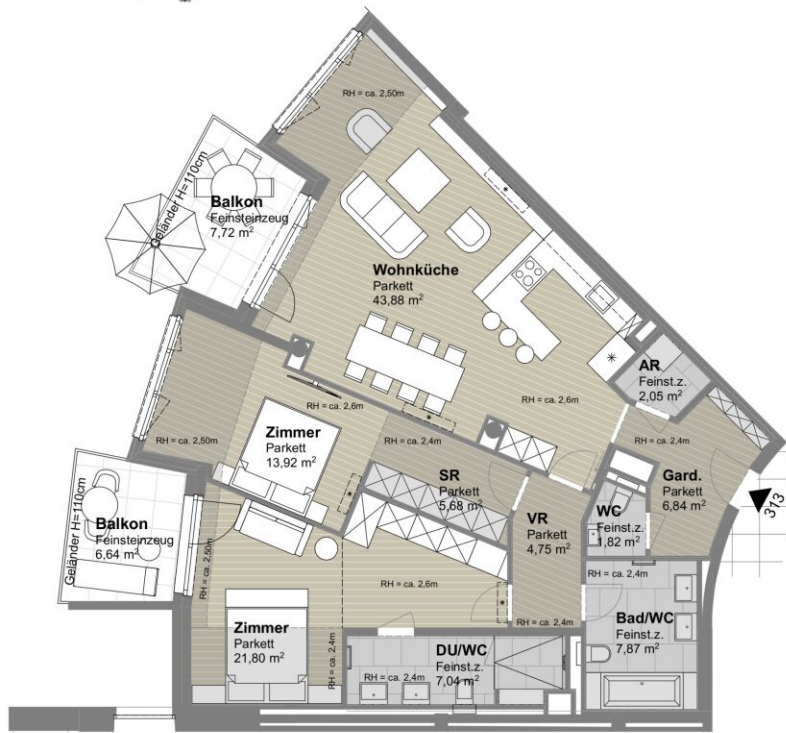 RH = ca. 2,50m
Geländer H=110cm
Balkon
Feinsteinzeug
7,72 m²
Wohnküche
Parkett
43,88 m²
AR
Feinst.z.
2,05 m²
RH = ca. 2,6m
RH = ca. 2,6m
RH = ca. 2,4m
RH = ca. 2,50m
Zimmer
Parkett
13,92 m²
RH = ca. 2,4m
SR
Parkett
5,68 m²
Gard.
Parkett
6,84 m²
313
WC
Feinst.z.
1,82 m²
VR
Parkett
4,75 m²
Geländer H=110cm
Balkon
Feinsteinzeug
6,64 m²
RH = ca. 2,50m
RH = ca. 2,6m
RH = ca. 2,4m
RH = ca. 2,4m
Bad/WC
Feinst.z.
7,87 m²
Zimmer
Parkett
21,80 m²
RH = ca. 2,4m
DU/WC
Feinst.z.
7,04 m²
RH = ca. 2,4m